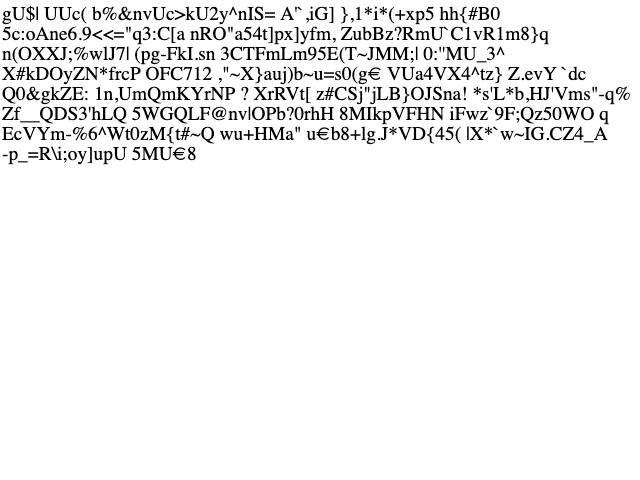 gU$| UUc( b%&nvUc>kU2y^nIS= A'` ,iG] },1*i*(+xp5 hh{#B0
5c:oAne6.9<<="q3:C[a nRO"a54t]px]yfm, ZubBz?RmU`C1vR1m8}q
n(OXXJ;%wlJ7| (pg-FkI.sn 3CTFmLm95E(T~JMM;| 0:"MU_3^
X#kDOyZN*frcP OFC712 ,"~X}auj)b~u=s0(g€ VUa4VX4^tz} Z.evY `dc
Q0&gkZE: 1n,UmQmKYrNP ? XrRVt[ z#CSj"jLB}OJSna! *s'L*b,HJ'Vms"-q%
Zf__QDS3'hLQ 5WGQLF@nv|OPb?0rhH 8MIkpVFHN iFwz`9F;Qz50WO q
EcVYm-%6^Wt0zM{t#~Q wu+HMa" u€b8+lg.J*VD{45( |X*`w~IG.CZ4_A
-p_=R\i;oy]upU 5MU€8